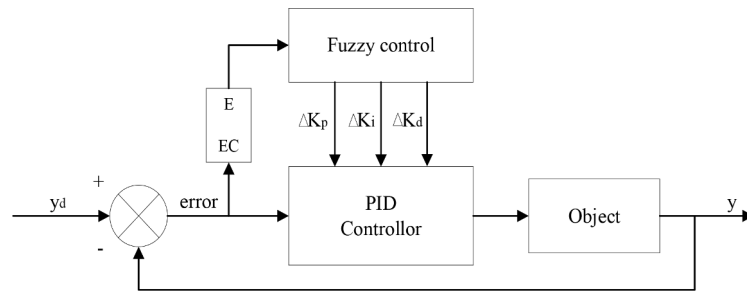 Fuzzy control
E
EC
ΔKp
ΔKi
ΔKd
+
yd
-
error
PID
Controllor
Object
y